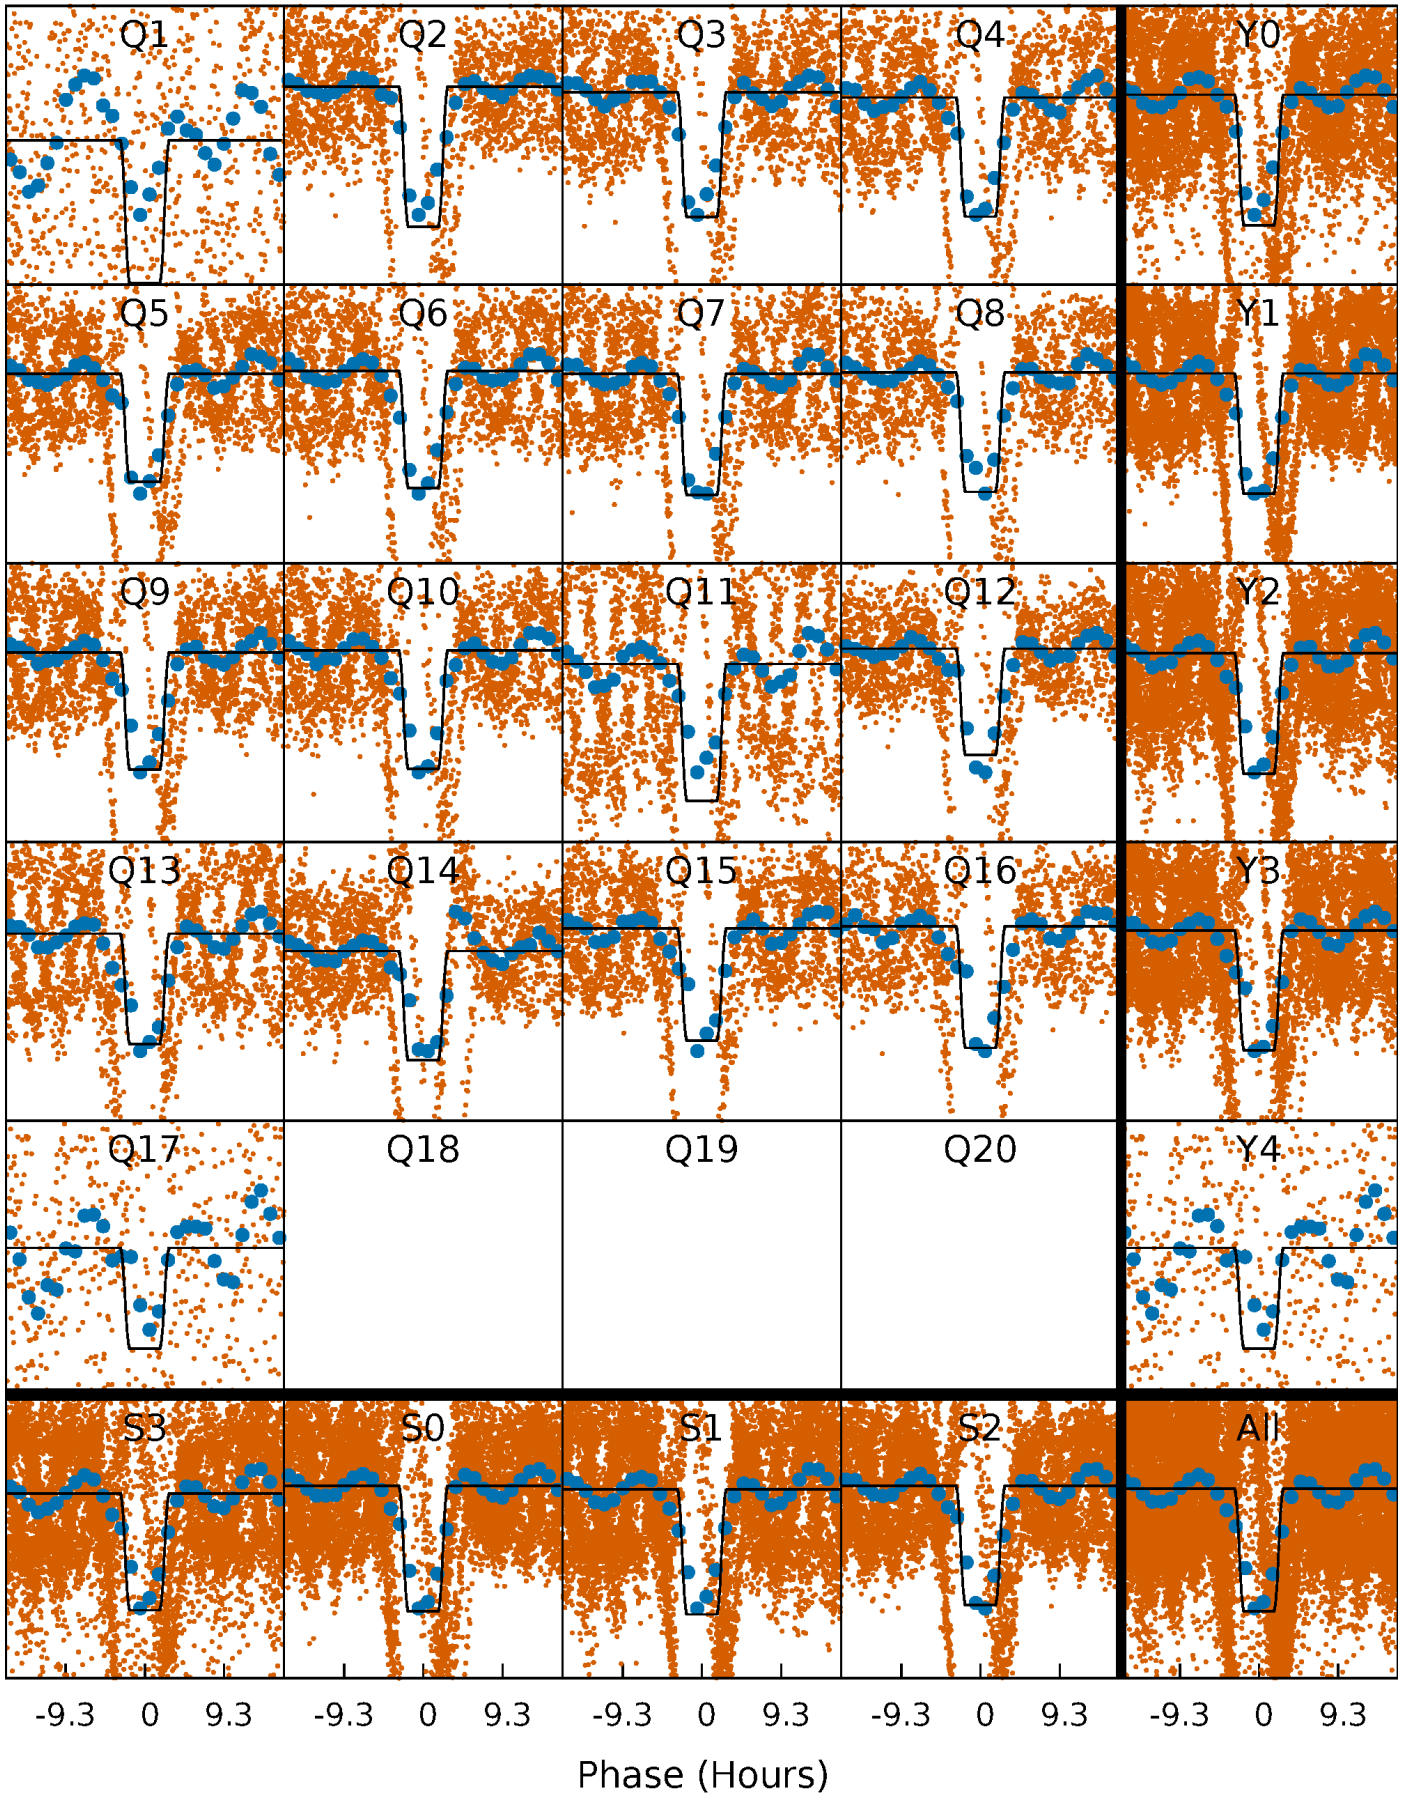 Q1 Q2 Q3 Q4 Y0
Q5 Q6 Q7 Q8 Y1
Q9 Q10 Q11 Q12 Y2
Q13 Q14 Q15 Q16 Y3
Q17 Q18 Q19 Q20 Y4
S3 S0 S1 S2 All
-9.3 0 9.3 -9.3 0 9.3 -9.3 0 9.3 -9.3 0 9.3 -9.3 0 9.3
Phase (Hours)